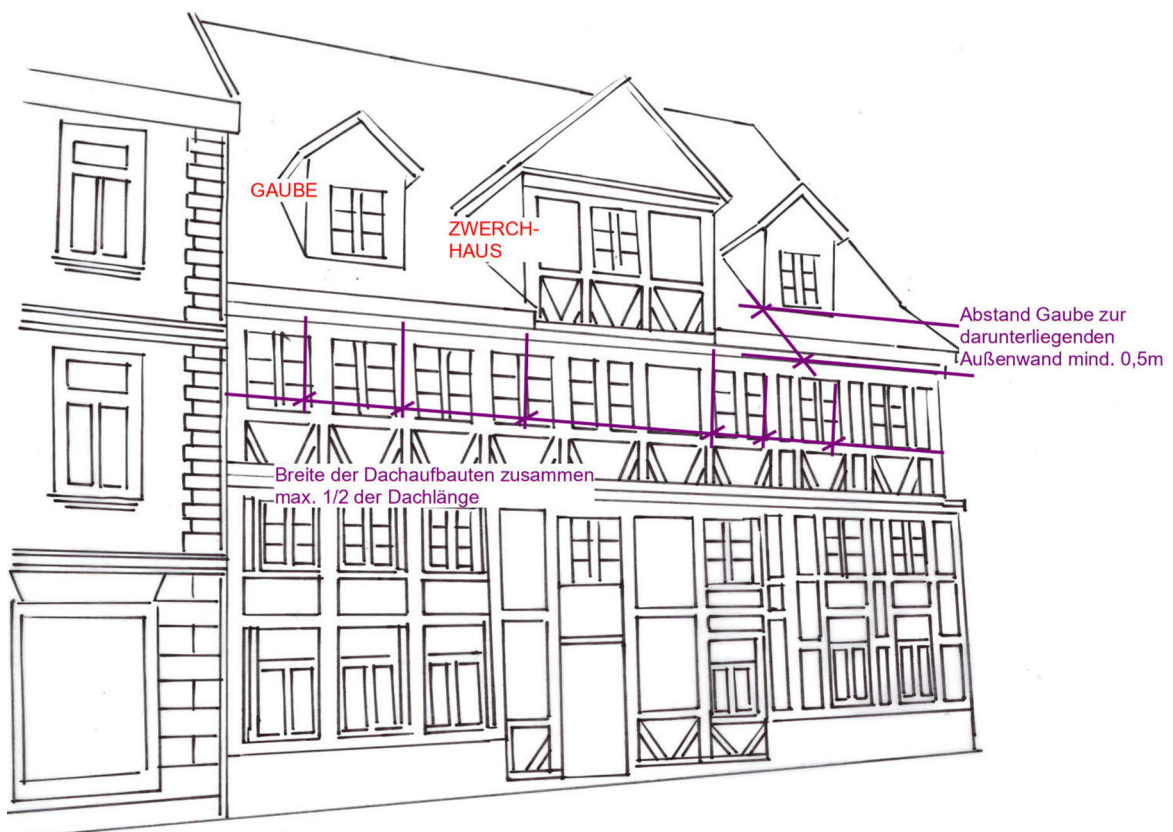 GAUBE
ZWERCH-
HAUS
Abstand Gaube zur
darunterliegenden
Außenwand mind. 0,5m
Breite der Dachaufbauten zusammen
max. 1/2 der Dachlänge